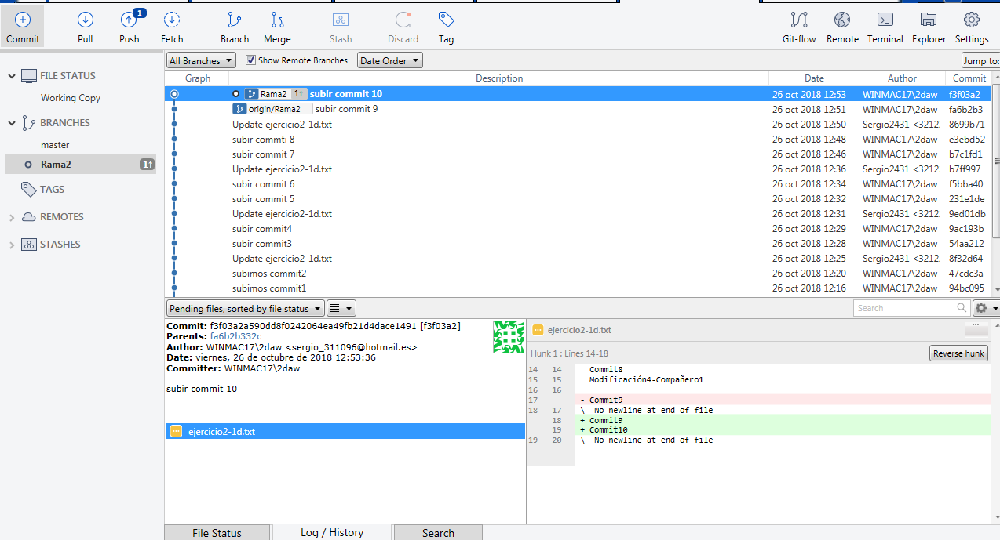 1
Commit Pull Push Fetch Branch Merge Stash Discard Tag Git-flow Remote Terminal Explorer Settings
All Branches Show Remote Branches Date Order Jump to:
FILE STATUS
Working Copy
BRANCHES
master
Rama2 1↑
TAGS
REMOTES
STASHES
Graph Description Date Author Commit
Rama2 1↑ subir commit 10 26 oct 2018 12:53 WINMAC17\2daw f3f03a2
origin/Rama2 subir commit 9 26 oct 2018 12:51 WINMAC17\2daw fa6b2b3
Update ejercicio2-1d.txt 26 oct 2018 12:50 Sergio2431 <3212 8699b71
subir commti 8 26 oct 2018 12:48 WINMAC17\2daw e3ebd52
subir commit 7 26 oct 2018 12:46 WINMAC17\2daw b7c1fd1
Update ejercicio2-1d.txt 26 oct 2018 12:36 Sergio2431 <3212 b7ff997
subir commit 6 26 oct 2018 12:34 WINMAC17\2daw f5bba40
subir commit 5 26 oct 2018 12:32 WINMAC17\2daw 231e1de
Update ejercicio2-1d.txt 26 oct 2018 12:31 Sergio2431 <3212 9ed01db
subir commit4 26 oct 2018 12:29 WINMAC17\2daw 9ac193b
subir commit3 26 oct 2018 12:28 WINMAC17\2daw 54aa212
Update ejercicio2-1d.txt 26 oct 2018 12:25 Sergio2431 <3212 8f32d64
subimos commit2 26 oct 2018 12:20 WINMAC17\2daw 47cdc3a
subimos commit1 26 oct 2018 12:16 WINMAC17\2daw 94bc095
Pending files, sorted by file status Search
Commit: f3f03a2a590dd8f0242064ea49fb21d4dace1491 [f3f03a2]
Parents: fa6b2b332c
Author: WINMAC17\2daw <sergio_311096@hotmail.es>
Date: viernes, 26 de octubre de 2018 12:53:36
Committer: WINMAC17\2daw
subir commit 10
ejercicio2-1d.txt
ejercicio2-1d.txt
Hunk 1 : Lines 14-18 Reverse hunk
14 14 Commit8
15 15 Modificación4-Compañero1
16 16
17 - Commit9
18 17 \ No newline at end of file
18 + Commit9
19 + Commit10
19 20 \ No newline at end of file
File Status Log / History Search